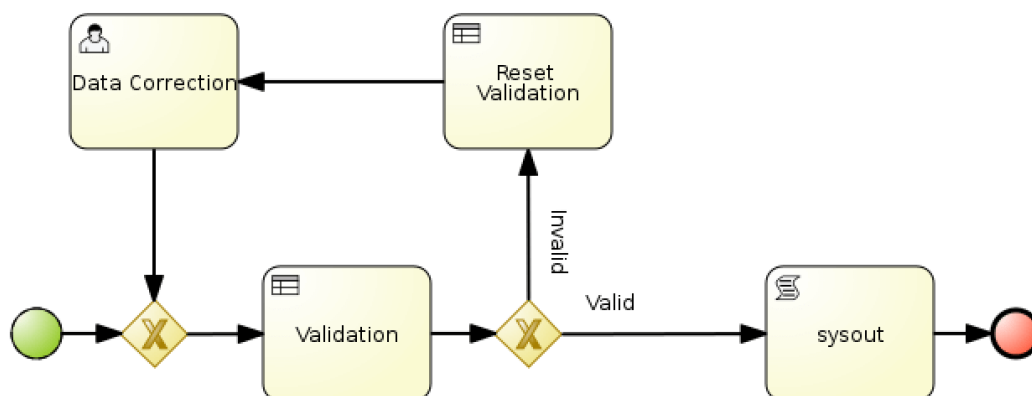 Data Correction
Reset
Validation
Invalid
Valid
Validation
sysout